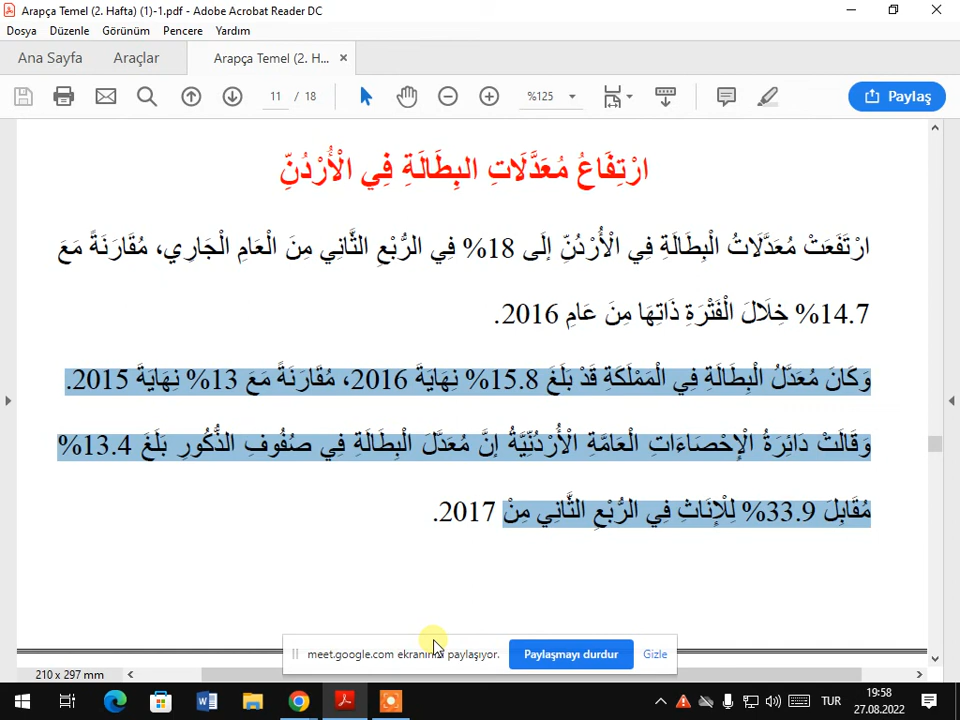 Arapça Temel (2. Hafta) (1)-1.pdf - Adobe Acrobat Reader DC
Dosya Düzenle Görünüm Pencere Yardım
Ana Sayfa Araçlar Arapça Temel (2. H... ×
11 / 18 %125 Paylaş
ارْتِفَاعُ مُعَدَّلَاتِ البِطَالَةِ فِي الْأُرْدُنِّ
ارْتَفَعَتْ مُعَدَّلَاتُ الْبِطَالَةِ فِي الْأُرْدُنِّ إلَى 18% فِي الرُّبْعِ الثَّانِي مِنَ الْعَامِ الْجَارِي، مُقَارَنَةً مَعَ
14.7% خِلَالَ الْفَتْرَةِ ذَاتِهَا مِنَ عَامِ 2016.
وَكَانَ مُعَدَّلُ الْبِطَالَةِ فِي الْمَمْلَكَةِ قَدْ بَلَغَ 15.8% نِهَايَةَ 2016، مُقَارَنَةً مَعَ 13% نِهَايَةَ 2015.
وَقَالَتْ دَائِرَةُ الْإِحْصَاءَاتِ الْعَامَّةِ الْأُرْدُنِّيَّةُ إنَّ مُعَدَّلَ الْبِطَالَةِ فِي صُفُوفِ الذُّكُورِ بَلَغَ 13.4%
مُقَابِلَ 33.9% لِلْإِنَاثِ فِي الرُّبْعِ الثَّانِي مِنْ 2017.
meet.google.com ekranınızı paylaşıyor. Paylaşmayı durdur Gizle
210 x 297 mm
TUR 19:58
27.08.2022